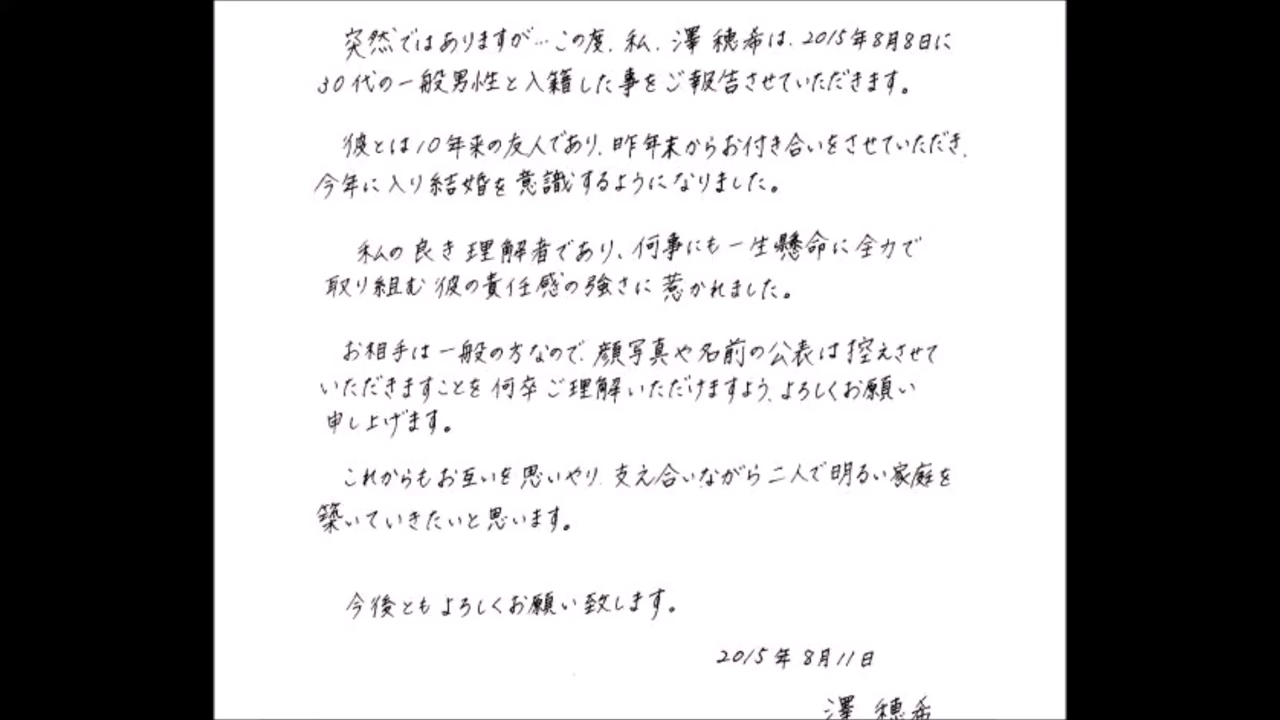 突然ではありますが…この度、私、澤 穂希は、2015年8月8日に
30代の一般男性と入籍した事をご報告させていただきます。
彼とは10年来の友人であり、昨年末からお付き合いをさせていただき、
今年に入り結婚を意識するようになりました。
私の良き理解者であり、何事にも一生懸命に全力で
取り組む彼の責任感の強さに惹かれました。
お相手は一般の方なので、顔写真や名前の公表は控えさせて
いただきますことを何卒ご理解いただけますよう、よろしくお願い
申し上げます。
これからもお互いを思いやり、支え合いながら二人で明るい家庭を
築いていきたいと思います。
今後ともよろしくお願い致します。
2015年8月11日
澤 穂希